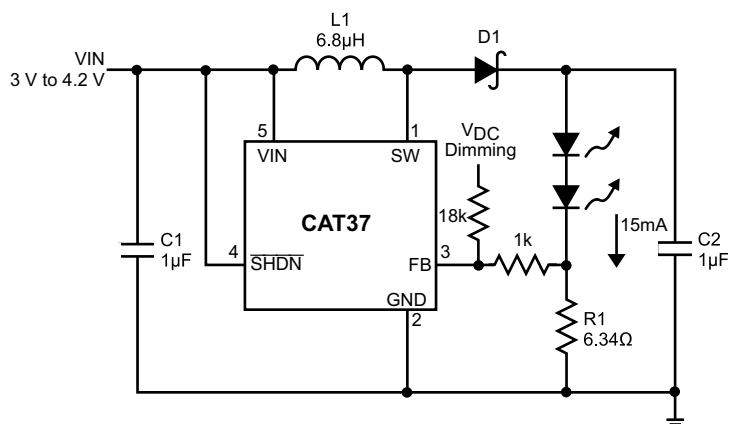 L1
6.8µH
D1
VIN
3 V to 4.2 V
5
1
VIN
SW
VDC
Dimming
CAT37
18k
15mA
C1
1µF
4
SHDN
FB
3
1k
C2
1µF
GND
2
R1
6.34Ω